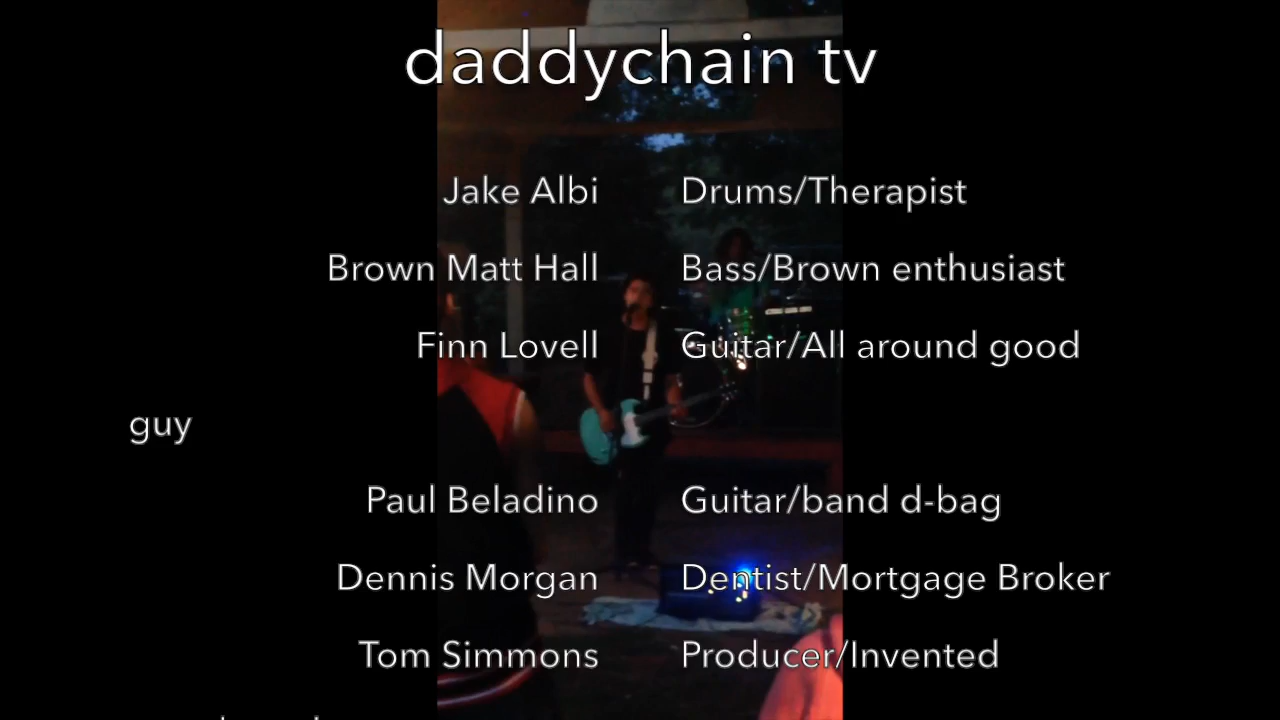 daddychain tv
Jake Albi Drums/Therapist
Brown Matt Hall Bass/Brown enthusiast
Finn Lovell Guitar/All around good
guy
Paul Beladino Guitar/band d-bag
Dennis Morgan Dentist/Mortgage Broker
Tom Simmons Producer/Invented